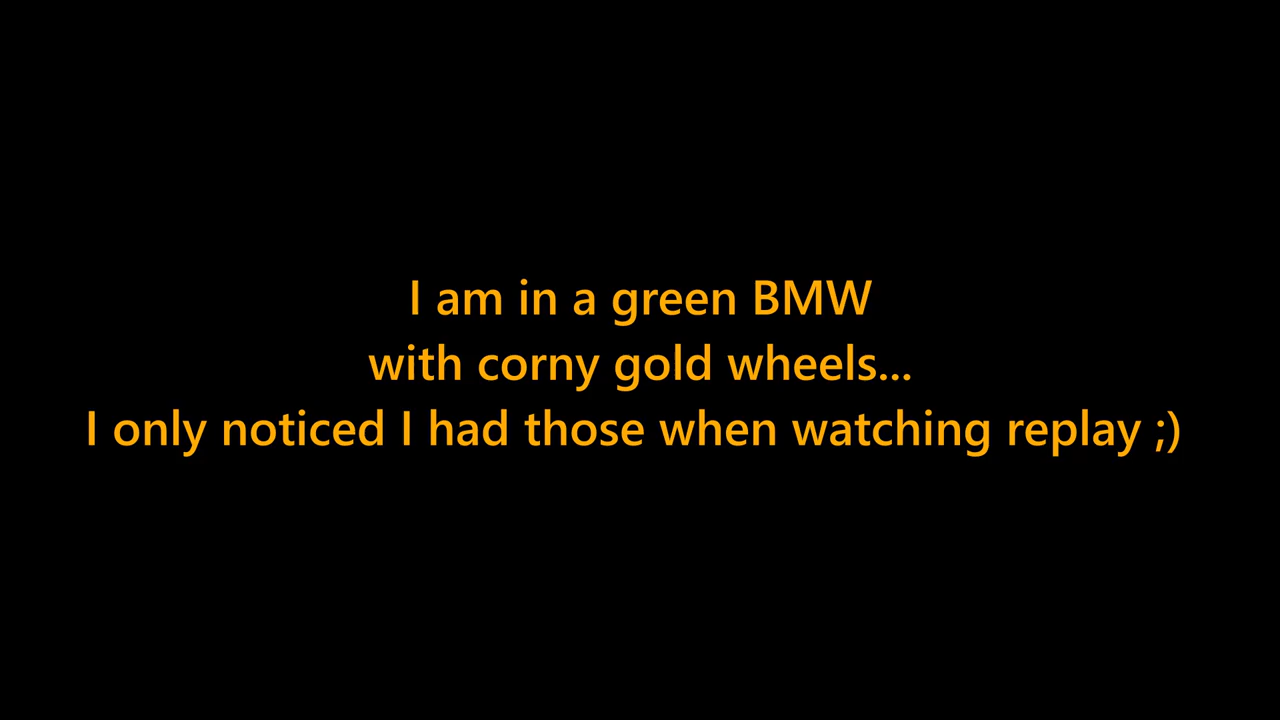 I am in a green BMW
with corny gold wheels...
I only noticed I had those when watching replay ;)